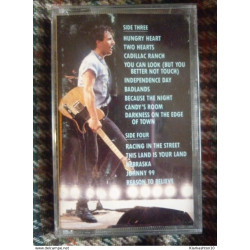 SIDE THREE
HUNGRY HEART
TWO HEARTS
CADILLAC RANCH
YOU CAN LOOK (BUT YOU
BETTER NOT TOUCH)
INDEPENDENCE DAY
BADLANDS
BECAUSE THE NIGHT
CANDY'S ROOM
DARKNESS ON THE EDGE
OF TOWN
SIDE FOUR
RACING IN THE STREET
THIS LAND IS YOUR LAND
NEBRASKA
JOHNNY 99
REASON TO BELIEVE